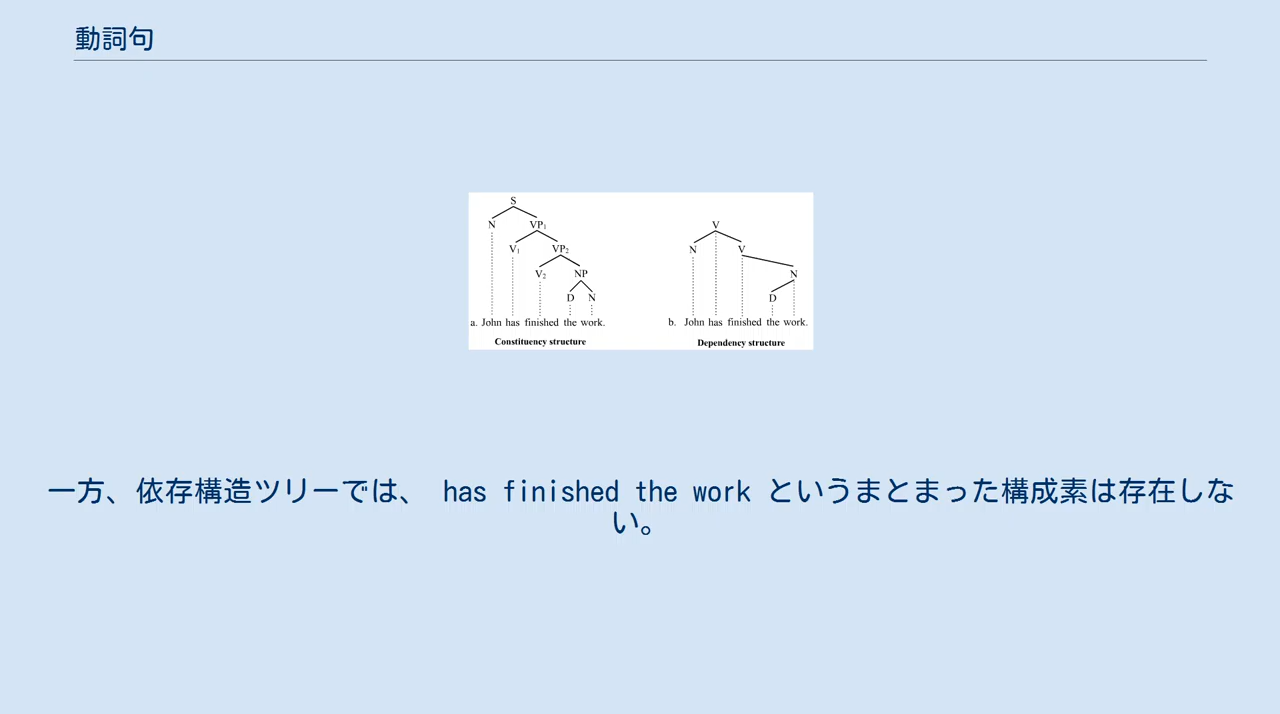 動詞句
S
N VP₁
V₁ VP₂
V₂ NP
D N
a. John has finished the work.
Constituency structure
V
N V
N
D
b. John has finished the work.
Dependency structure
一方、依存構造ツリーでは、 has finished the work というまとまった構成素は存在しな
い。